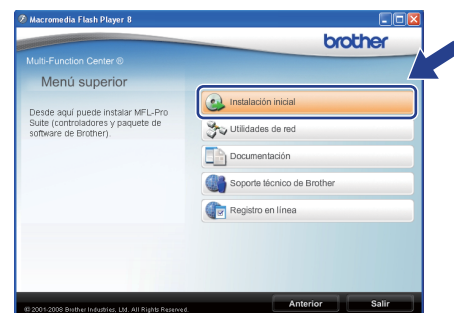 Macromedia Flash Player 8
brother
Multi-Function Center ®
Menú superior
Desde aquí puede instalar MFL-Pro
Suite (controladores y paquete de
software de Brother).
Instalación inicial
Utilidades de red
Documentación
Soporte técnico de Brother
Registro en línea
© 2001-2008 Brother Industries, Ltd. All Rights Reserved.
Anterior
Salir